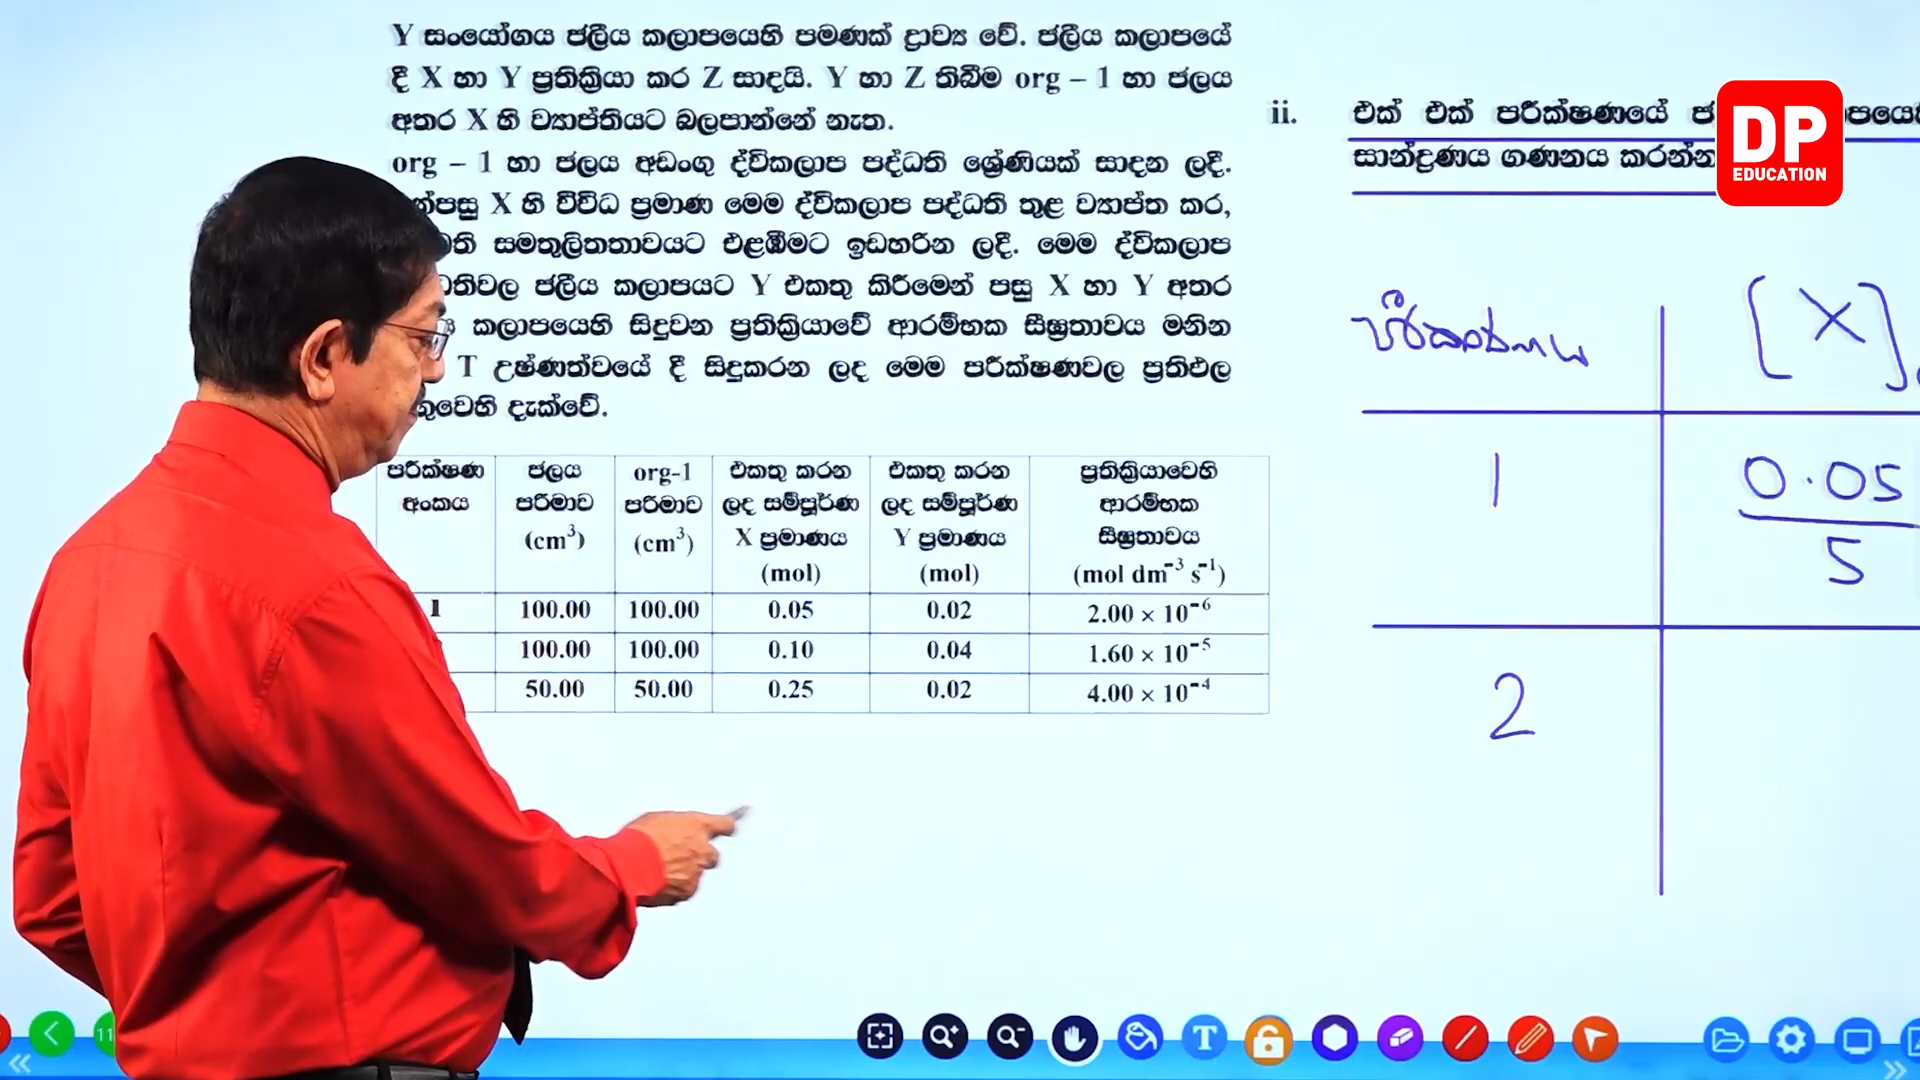 Y සංයෝගය ජලීය කලාපයෙහි පමණක් ද්‍රාව්‍ය වේ. ජලීය කලාපයේ
දී X හා Y ප්‍රතික්‍රියා කර Z සාදයි. Y හා Z තිබීම org – 1 හා ජලය
අතර X හි ව්‍යාප්තියට බලපාන්නේ නැත.
org – 1 හා ජලය අඩංගු ද්විකලාප පද්ධති ශ්‍රේණියක් සාදන ලදී.
X හි විවිධ ප්‍රමාණ මෙම ද්විකලාප පද්ධති තුළ ව්‍යාප්ත කර,
සමතුලිතතාවයට එළඹීමට ඉඩහරින ලදී. මෙම ද්විකලාප
ජලීය කලාපයට Y එකතු කිරීමෙන් පසු X හා Y අතර
කලාපයෙහි සිදුවන ප්‍රතික්‍රියාවේ ආරම්භක සීඝ්‍රතාවය මනින
T උෂ්ණත්වයේ දී සිදුකරන ලද මෙම පරීක්ෂණවල ප්‍රතිඵල
දැක්වේ.
පරීක්ෂණ අංකය ජලය පරිමාව (cm³) org-1 පරිමාව (cm³) එකතු කරන ලද සම්පූර්ණ X ප්‍රමාණය (mol) එකතු කරන ලද සම්පූර්ණ Y ප්‍රමාණය (mol) ප්‍රතික්‍රියාවෙහි ආරම්භක සීඝ්‍රතාවය (mol dm⁻³ s⁻¹)
1 100.00 100.00 0.05 0.02 2.00 × 10⁻⁶
100.00 100.00 0.10 0.04 1.60 × 10⁻⁵
50.00 50.00 0.25 0.02 4.00 × 10⁻⁴
ii. එක් එක් පරීක්ෂණයේ
සාන්ද්‍රණය ගණනය කරන්න
DP
EDUCATION
පරීක්ෂණය [X]
1 0.05
5
2
T
11